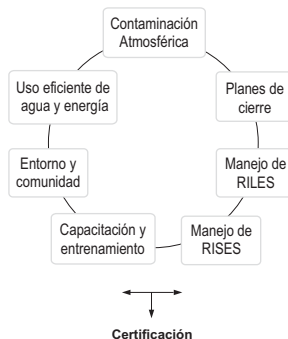 Contaminación
Atmosférica
Uso eficiente de
agua y energía
Planes de
cierre
Entorno y
comunidad
Manejo de
RILES
Capacitación y
entrenamiento
Manejo de
RISES
Certificación